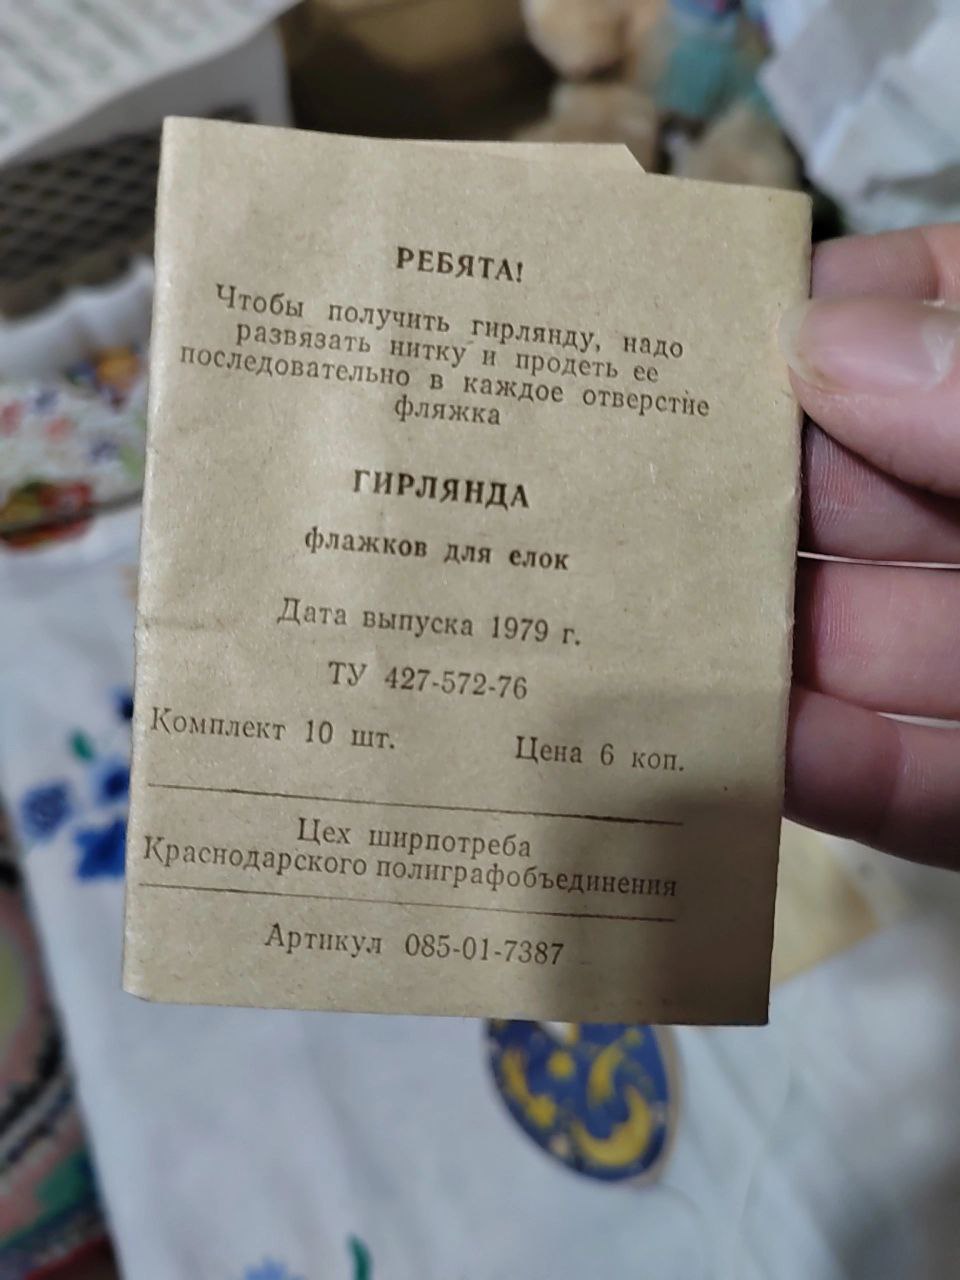 РЕБЯТА!
Чтобы получить гирлянду, надо
развязать нитку и продеть ее
последовательно в каждое отверстие
фляжка
ГИРЛЯНДА
флажков для елок
Дата выпуска 1979 г.
ТУ 427-572-76
Комплект 10 шт. Цена 6 коп.
Цех ширпотреба
Краснодарского полиграфобъединения
Артикул 085-01-7387